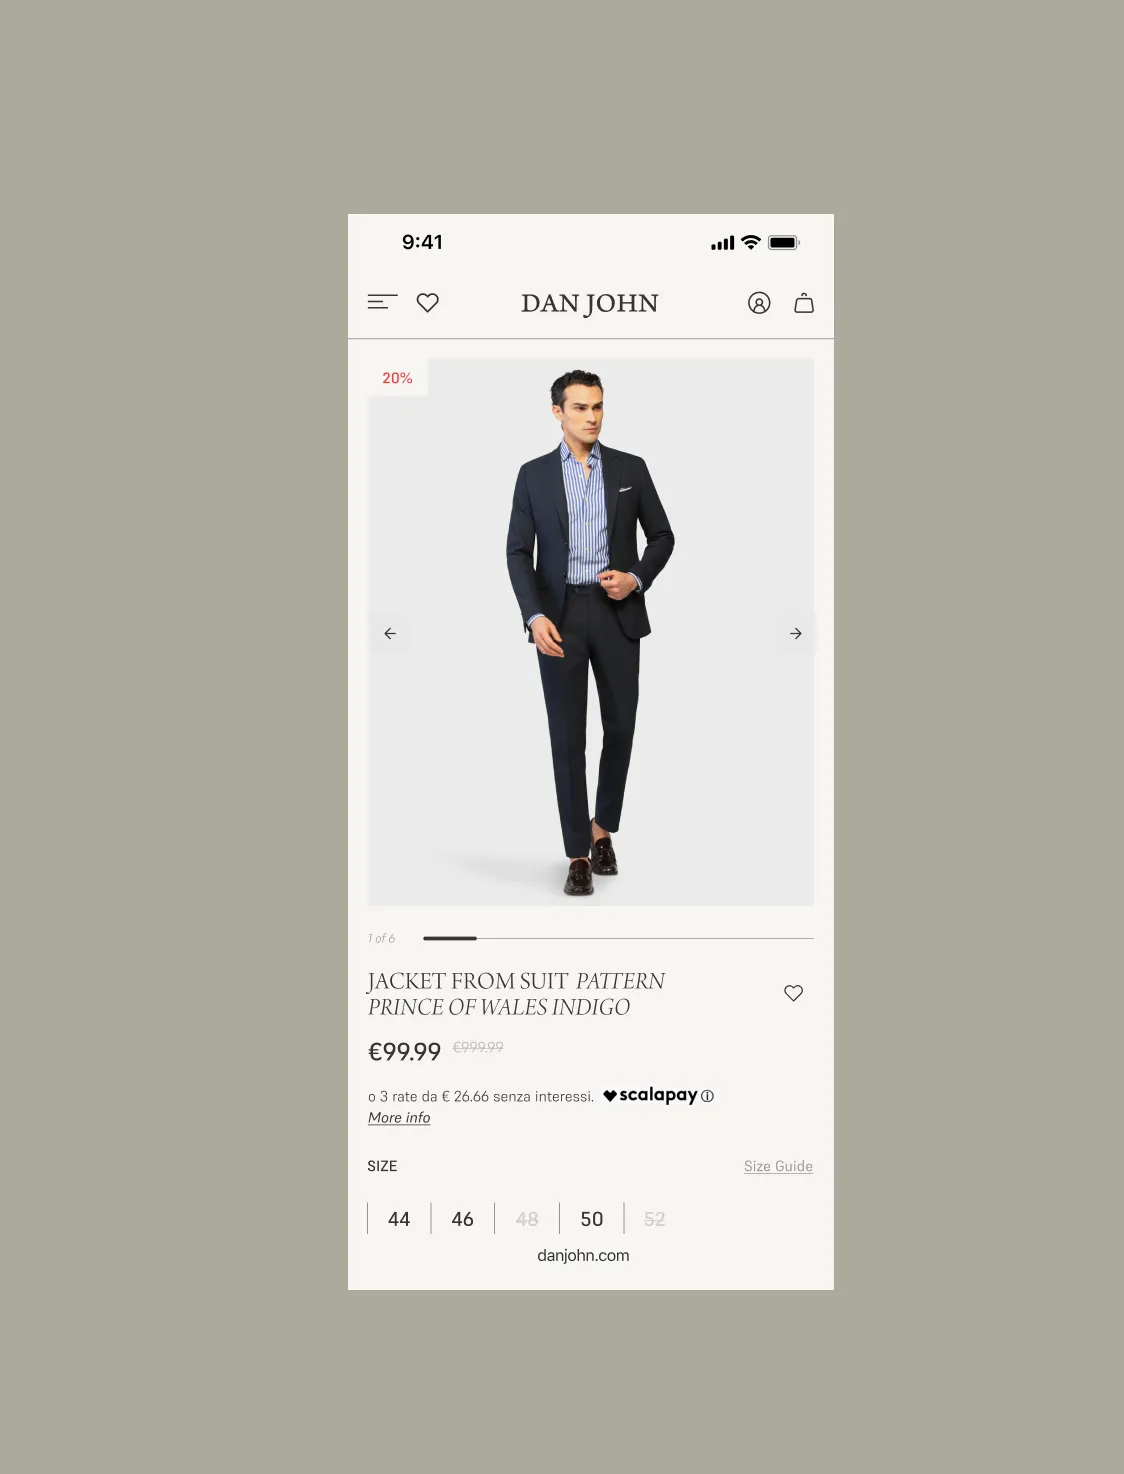 9:41
DAN JOHN
20%
1 of 6
JACKET FROM SUIT PATTERN
PRINCE OF WALES INDIGO
€99.99 €999.99
o 3 rate da € 26.66 senza interessi. scalapay
More info
SIZE Size Guide
44 46 48 50 52
danjohn.com